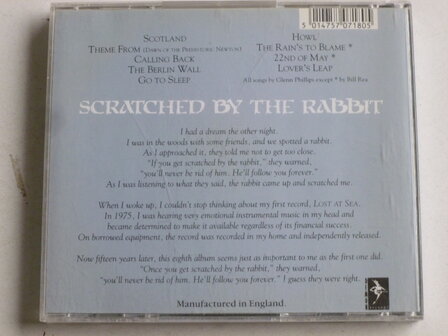 5 014757 071805
Scotland
Theme From (Dawn of the Prehistoric Newton)
Calling Back
The Berlin Wall
Go to Sleep
Howl
The Rain's to Blame *
22nd of May *
Lover's Leap
All songs by Glenn Phillips except * by Bill Rea
SCRATCHED BY THE RABBIT
I had a dream the other night.
I was in the woods with some friends, and we spotted a rabbit.
As I approached it, they told me not to get too close.
"If you get scratched by the rabbit," they warned,
"you'll never be rid of him. He'll follow you forever."
As I was listening to what they said, the rabbit came up and scratched me.
When I woke up, I couldn't stop thinking about my first record, Lost at Sea.
In 1975, I was hearing very emotional instrumental music in my head and
became determined to make it available regardless of its financial success.
On borrowed equipment, the record was recorded in my home and independently released.
Now fifteen years later, this eighth album seems just as important to me as the first one did.
"Once you get scratched by the rabbit," they warned,
"you'll never be rid of him. He'll follow you forever." I guess they were right.
Manufactured in England.